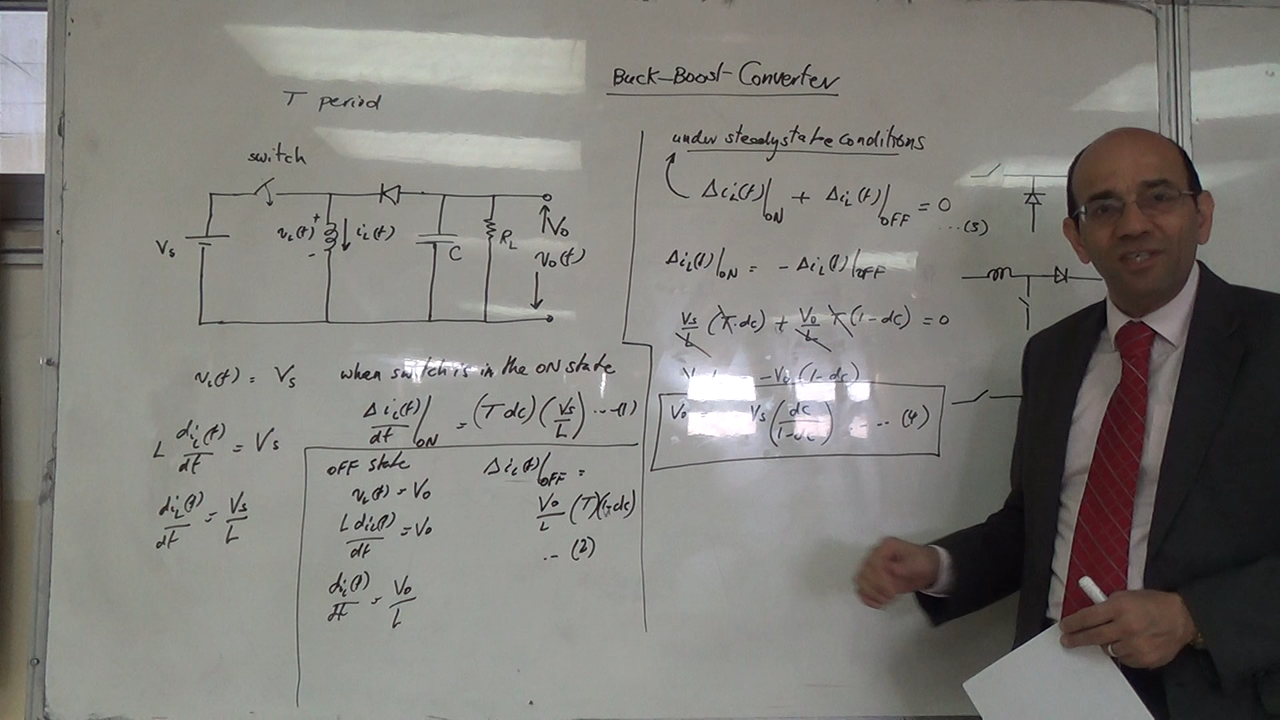 Buck-Boost-Converter
T period
switch
Vs
vL(t)
+
-
iL(t)
C
RL
Vo
vo(t)
vL(t) = Vs when switch is in the ON state
L diL(t)/dt = Vs
diL(t)/dt = Vs/L
ΔiL(t)/dt |ON = (T dc)(Vs/L) ---(1)
OFF state
vL(t) = Vo
L diL(t)/dt = Vo
diL(t)/dt = Vo/L
ΔiL(t)|OFF =
Vo/L (T)(1-dc)
-- (2)
under steady state conditions
ΔiL(t)|ON + ΔiL(t)|OFF = 0
...(3)
ΔiL(t)|ON = - ΔiL(t)|OFF
Vs/L (T.dc) + Vo/L T(1-dc) = 0
-Vo(1-dc)
Vo = Vs (dc/1-dc) -- (4)